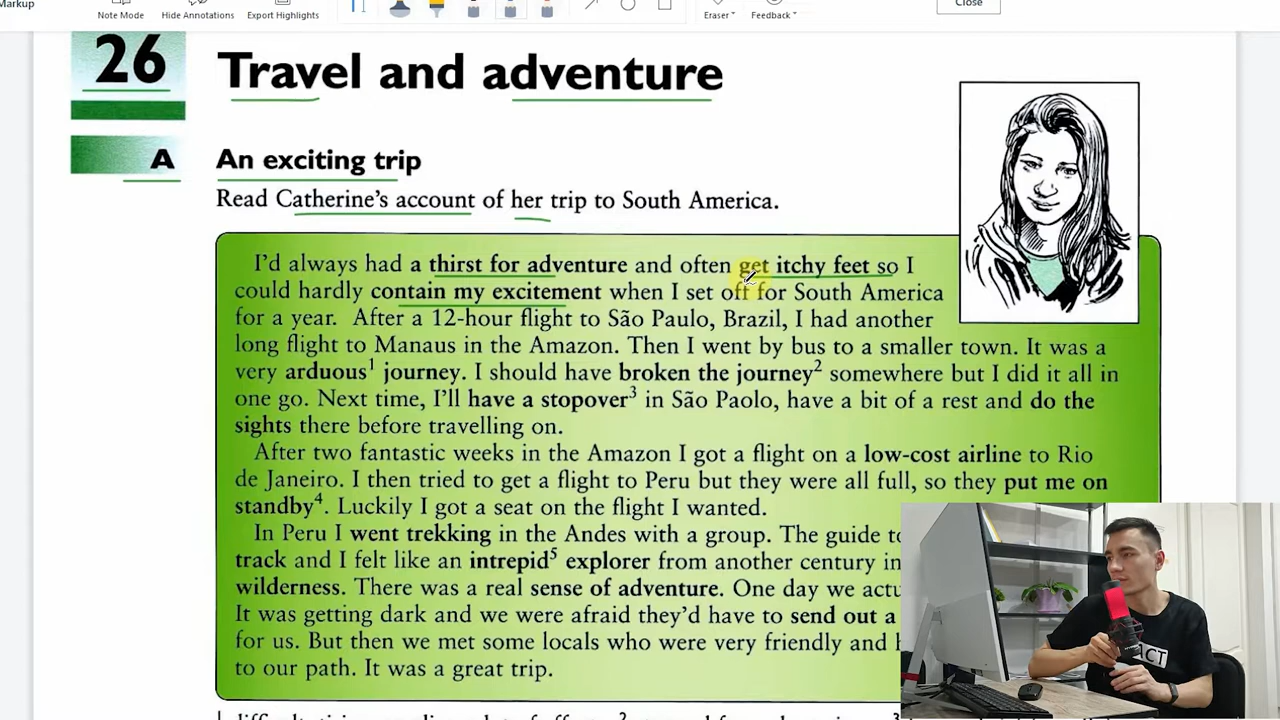 Markup
Note Mode
Hide Annotations
Export Highlights
Eraser
Feedback
Close
26
Travel and adventure
A
An exciting trip
Read Catherine's account of her trip to South America.
I'd always had a thirst for adventure and often get itchy feet so I
could hardly contain my excitement when I set off for South America
for a year. After a 12-hour flight to São Paulo, Brazil, I had another
long flight to Manaus in the Amazon. Then I went by bus to a smaller town. It was a
very arduous¹ journey. I should have broken the journey² somewhere but I did it all in
one go. Next time, I'll have a stopover³ in São Paolo, have a bit of a rest and do the
sights there before travelling on.
After two fantastic weeks in the Amazon I got a flight on a low-cost airline to Rio
de Janeiro. I then tried to get a flight to Peru but they were all full, so they put me on
standby⁴. Luckily I got a seat on the flight I wanted.
In Peru I went trekking in the Andes with a group. The guide
track and I felt like an intrepid⁵ explorer from another century in
wilderness. There was a real sense of adventure. One day we
It was getting dark and we were afraid they'd have to send out a
for us. But then we met some locals who were very friendly and
to our path. It was a great trip.